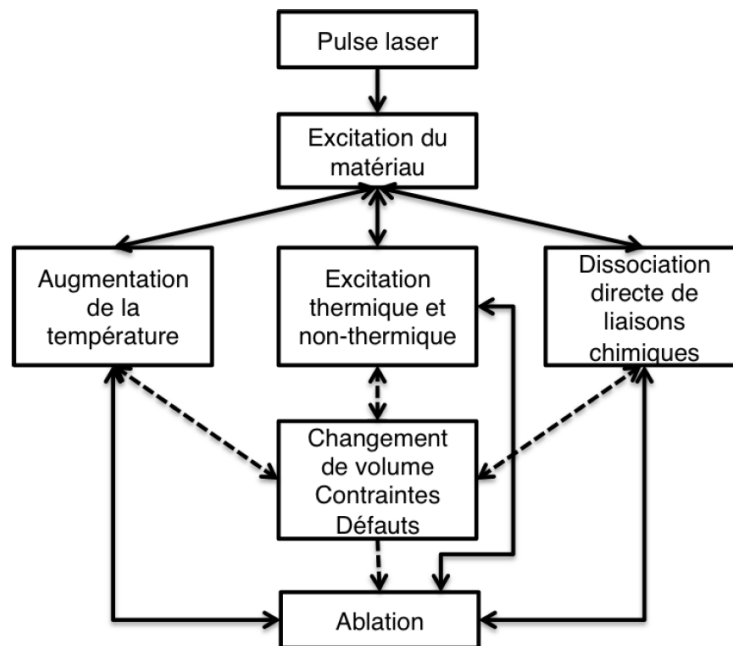 Pulse laser
Excitation du
matériau
Augmentation
de la
température
Excitation
thermique et
non-thermique
Dissociation
directe de
liaisons
chimiques
Changement
de volume
Contraintes
Défauts
Ablation